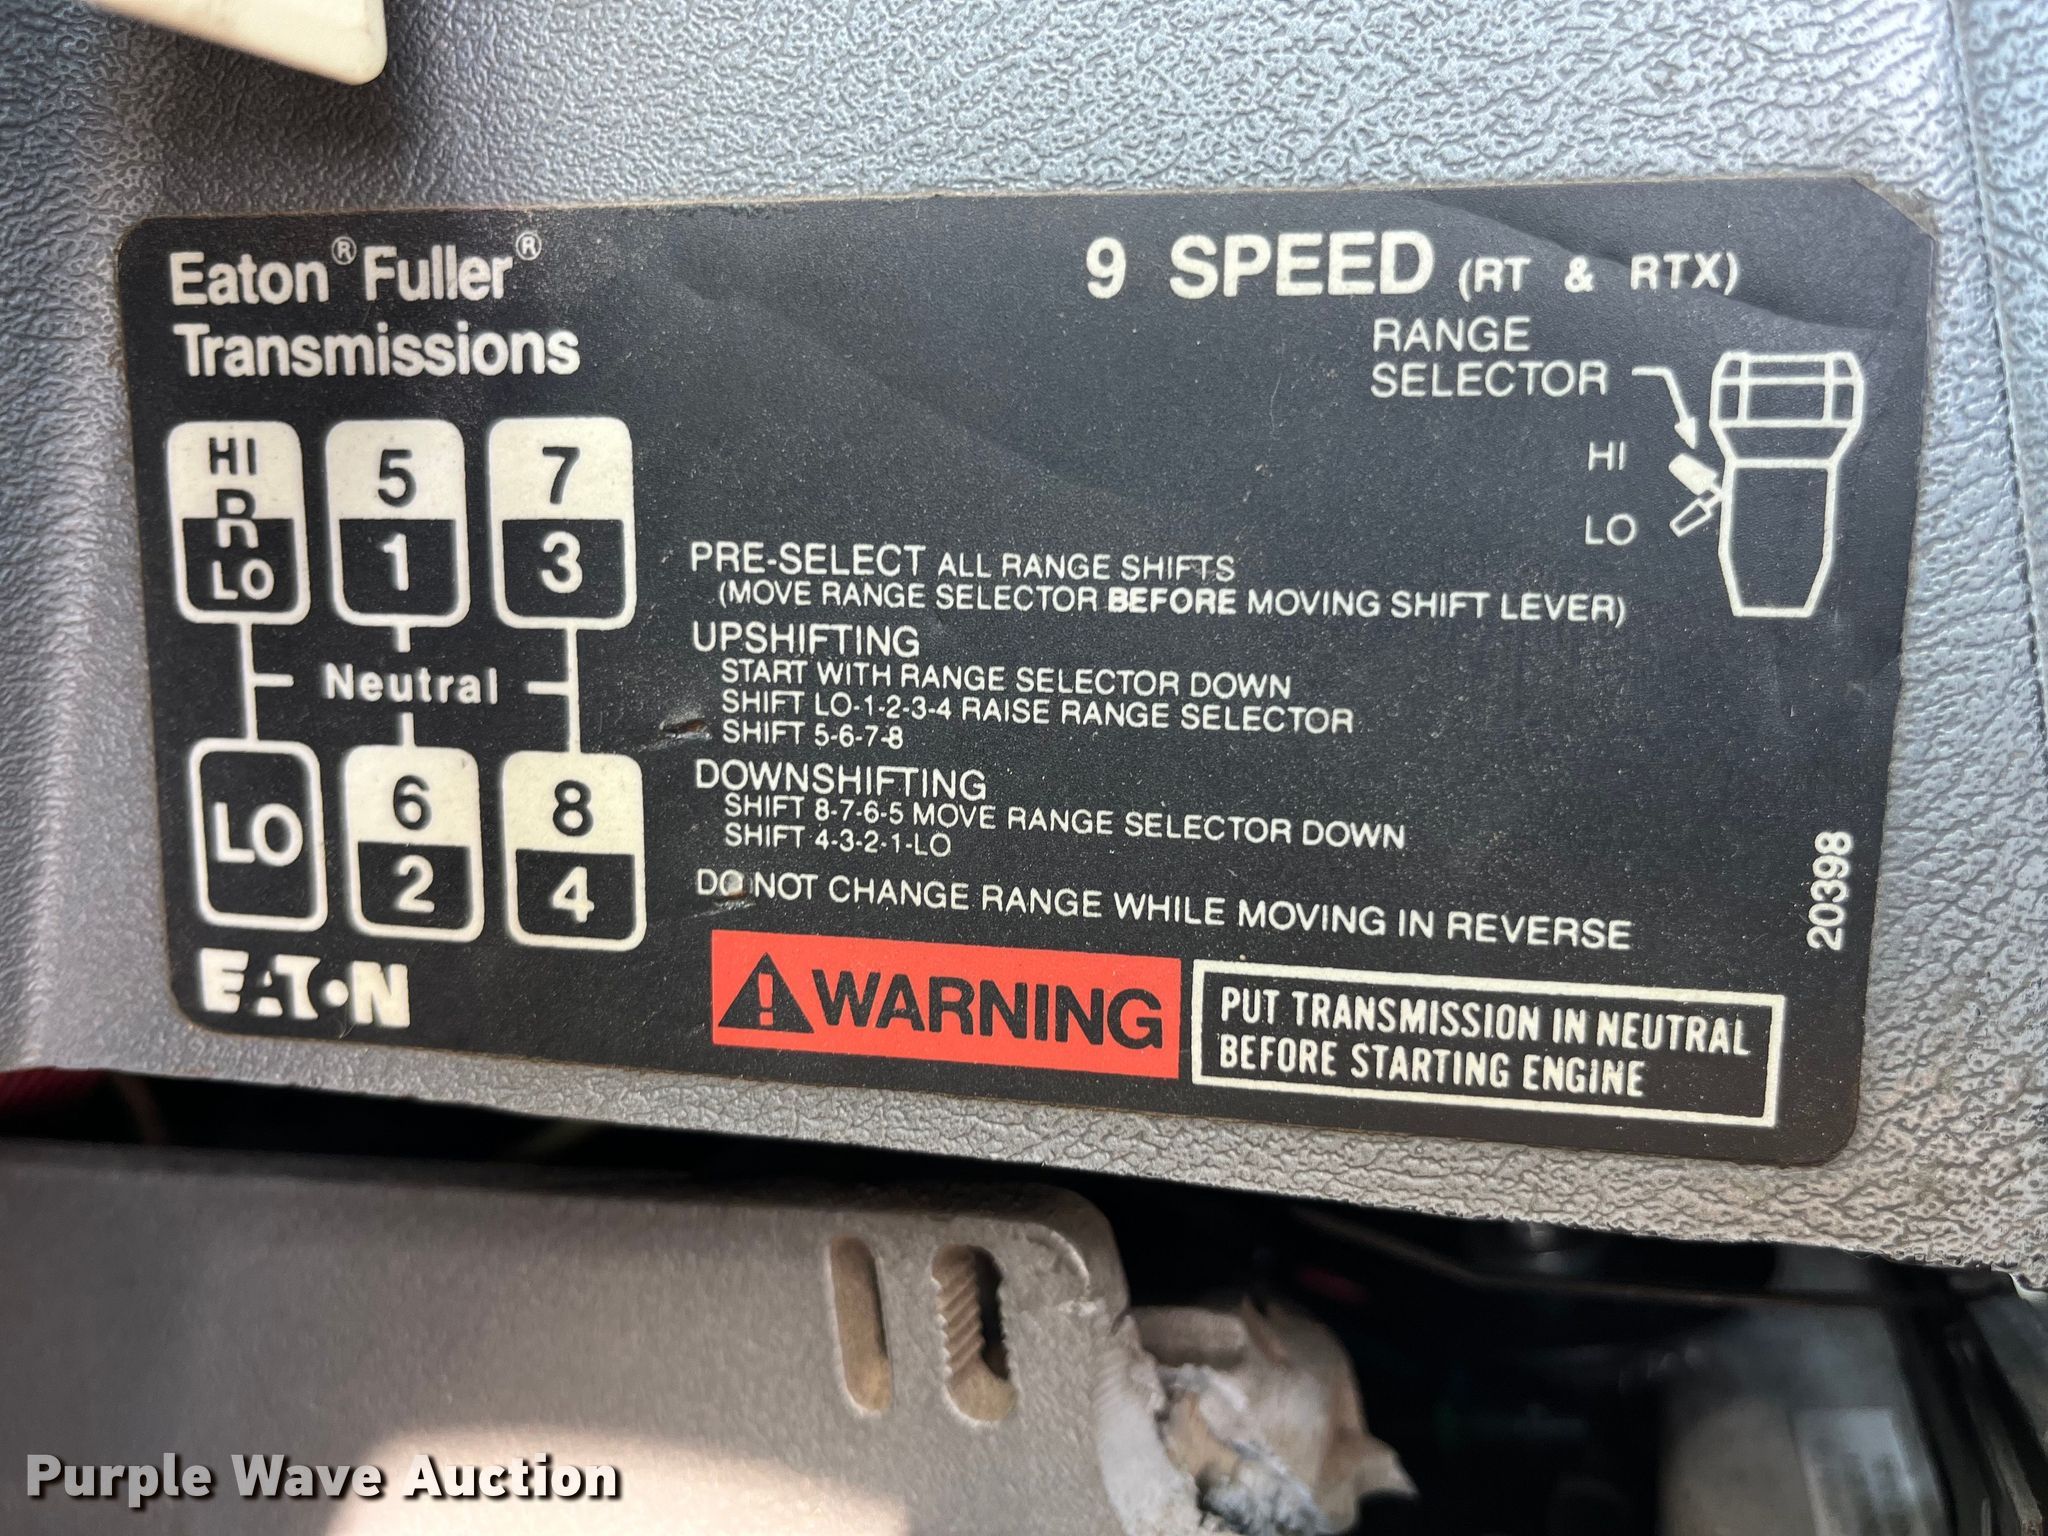 Eaton® Fuller®
Transmissions
9 SPEED (RT & RTX)
RANGE
SELECTOR
HI
LO
HI
R
LO
5
1
7
3
Neutral
LO
6
2
8
4
PRE-SELECT ALL RANGE SHIFTS
(MOVE RANGE SELECTOR BEFORE MOVING SHIFT LEVER)
UPSHIFTING
START WITH RANGE SELECTOR DOWN
SHIFT LO-1-2-3-4 RAISE RANGE SELECTOR
SHIFT 5-6-7-8
DOWNSHIFTING
SHIFT 8-7-6-5 MOVE RANGE SELECTOR DOWN
SHIFT 4-3-2-1-LO
DO NOT CHANGE RANGE WHILE MOVING IN REVERSE
20398
EATON
WARNING
PUT TRANSMISSION IN NEUTRAL
BEFORE STARTING ENGINE
Purple Wave Auction